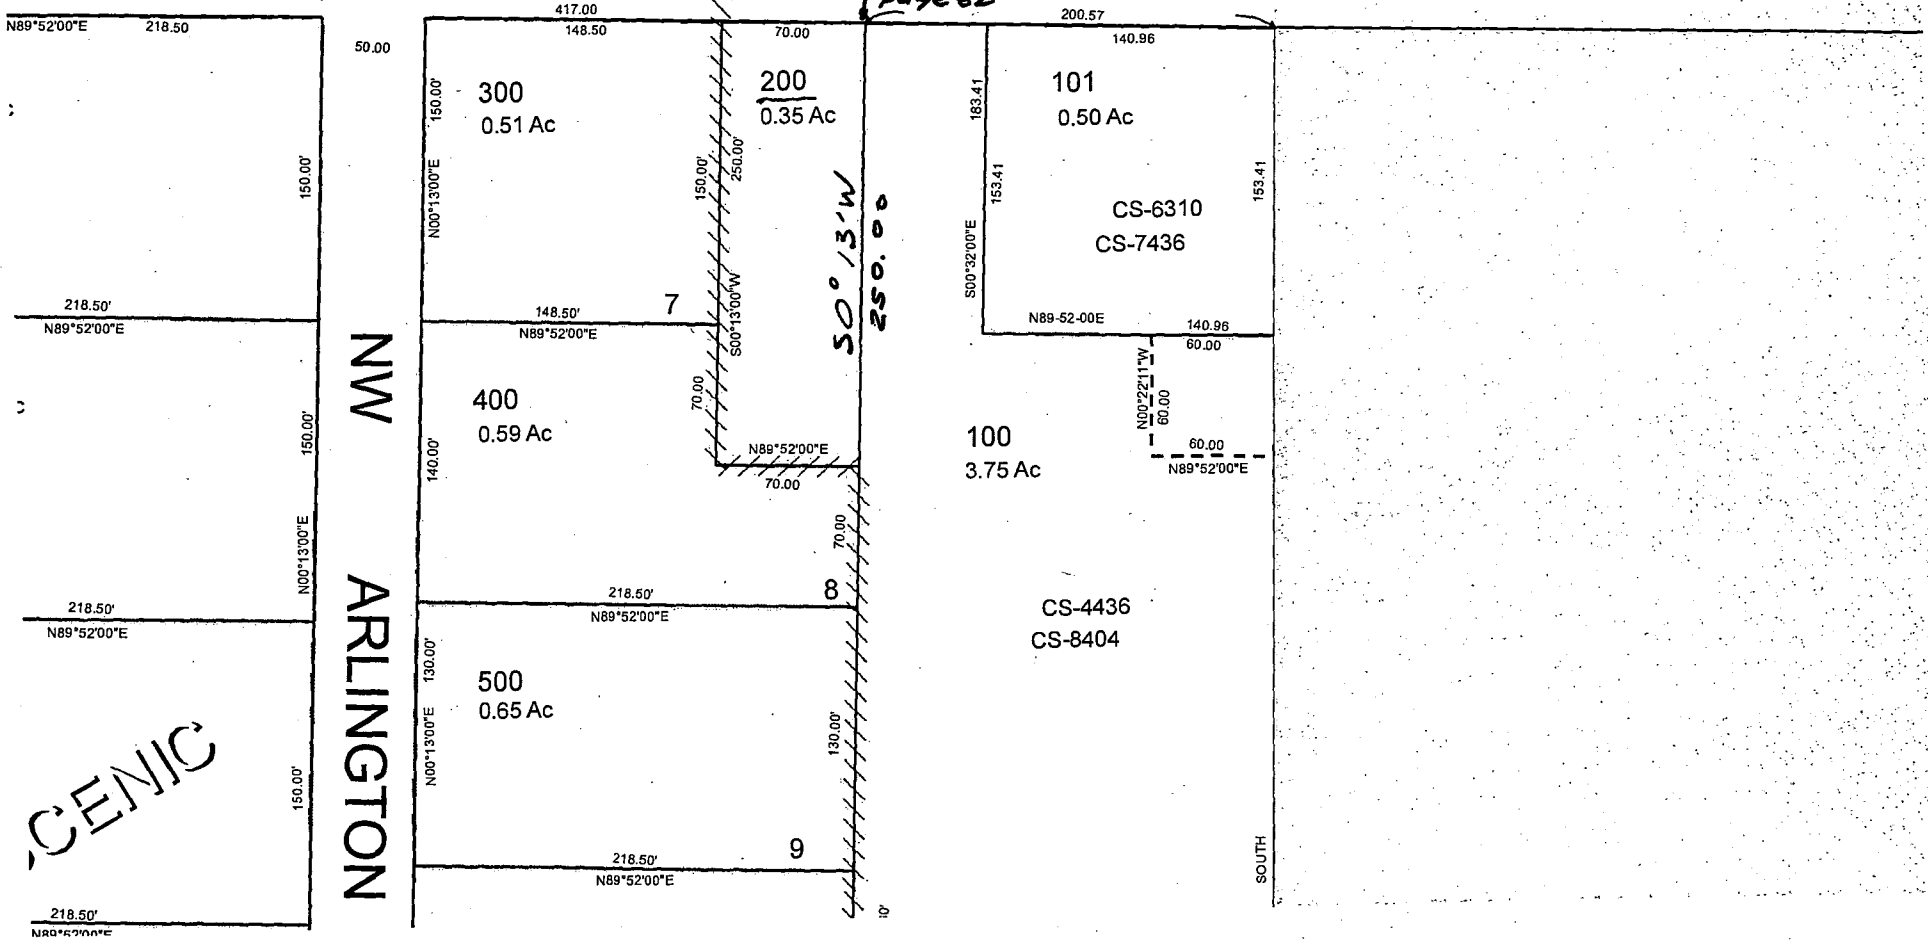 417.00
page 62
200.57
N89°52'00"E
218.50
148.50
70.00
140.96
50.00
300
0.51 Ac
150.00'
N00°13'00"E
200
0.35 Ac
250.00'
150.00'
S00°13'00"W
S0°13'W
250.00
183.41
153.41
S00°32'00"E
101
0.50 Ac
153.41
CS-6310
CS-7436
150.00'
218.50'
N89°52'00"E
148.50'
N89°52'00"E
7
N89-52-00E
140.96
60.00
N00°22'11"W
60.00
60.00
N89°52'00"E
NW
ARLINGTON
400
0.59 Ac
70.00
140.00'
N89°52'00"E
70.00
70.00
100
3.75 Ac
150.00'
N00°13'00"E
218.50'
N89°52'00"E
218.50'
N89°52'00"E
8
CS-4436
CS-8404
500
0.65 Ac
130.00'
N00°13'00"E
130.00'
CENIC
150.00'
218.50'
N89°52'00"E
9
SOUTH
218.50'
N89°52'00"E